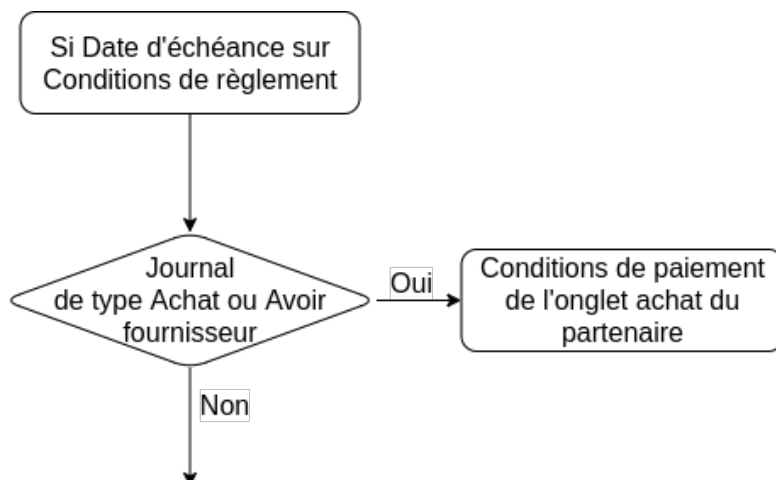 Si Date d'échéance sur
Conditions de règlement
Journal
de type Achat ou Avoir
fournisseur
Oui
Conditions de paiement
de l'onglet achat du
partenaire
Non